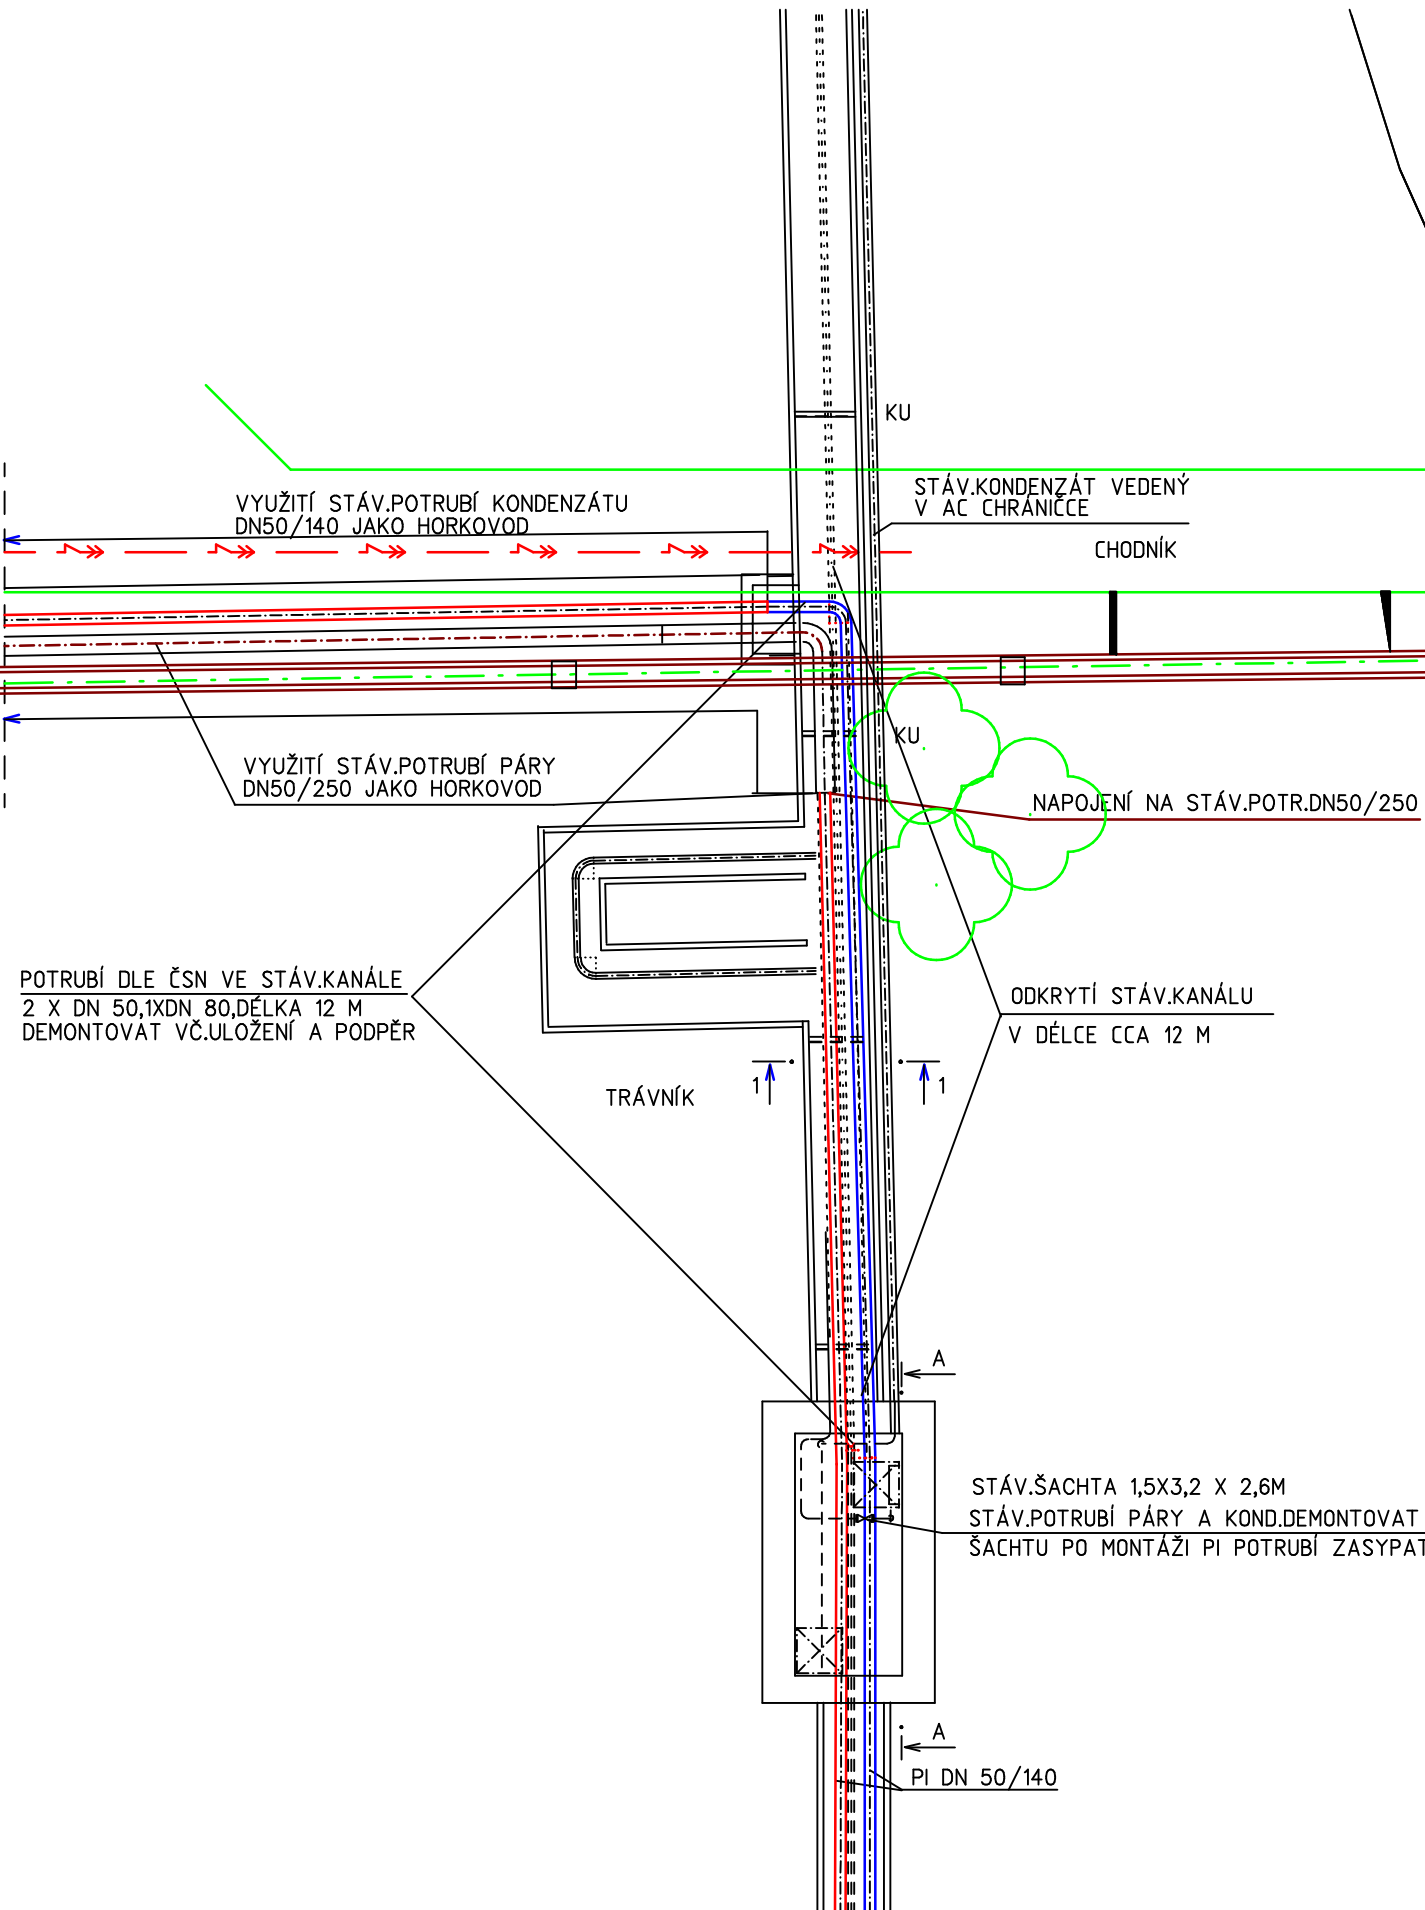 KU
VYUŽITÍ STÁV.POTRUBÍ KONDENZÁTU
DN50/140 JAKO HORKOVOD
STÁV.KONDENZÁT VEDENÝ
V AC CHRÁNIČCE
CHODNÍK
KU
VYUŽITÍ STÁV.POTRUBÍ PÁRY
DN50/250 JAKO HORKOVOD
NAPOJENÍ NA STÁV.POTR.DN50/250
POTRUBÍ DLE ČSN VE STÁV.KANÁLE
2 X DN 50,1XDN 80,DÉLKA 12 M
DEMONTOVAT VČ.ULOŽENÍ A PODPĚR
ODKRYTÍ STÁV.KANÁLU
V DÉLCE CCA 12 M
TRÁVNÍK
1
1
A
STÁV.ŠACHTA 1,5X3,2 X 2,6M
STÁV.POTRUBÍ PÁRY A KOND.DEMONTOVAT
ŠACHTU PO MONTÁŽI PI POTRUBÍ ZASYPAT
A
PI DN 50/140